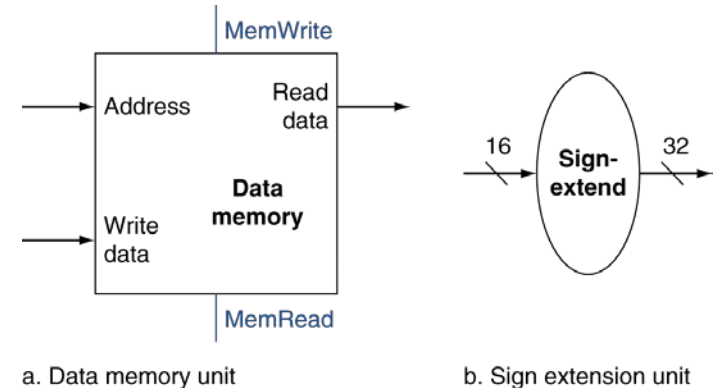 MemWrite
Address
Read
data
Data
memory
Write
data
MemRead
a. Data memory unit
16
Sign-
extend
32
b. Sign extension unit